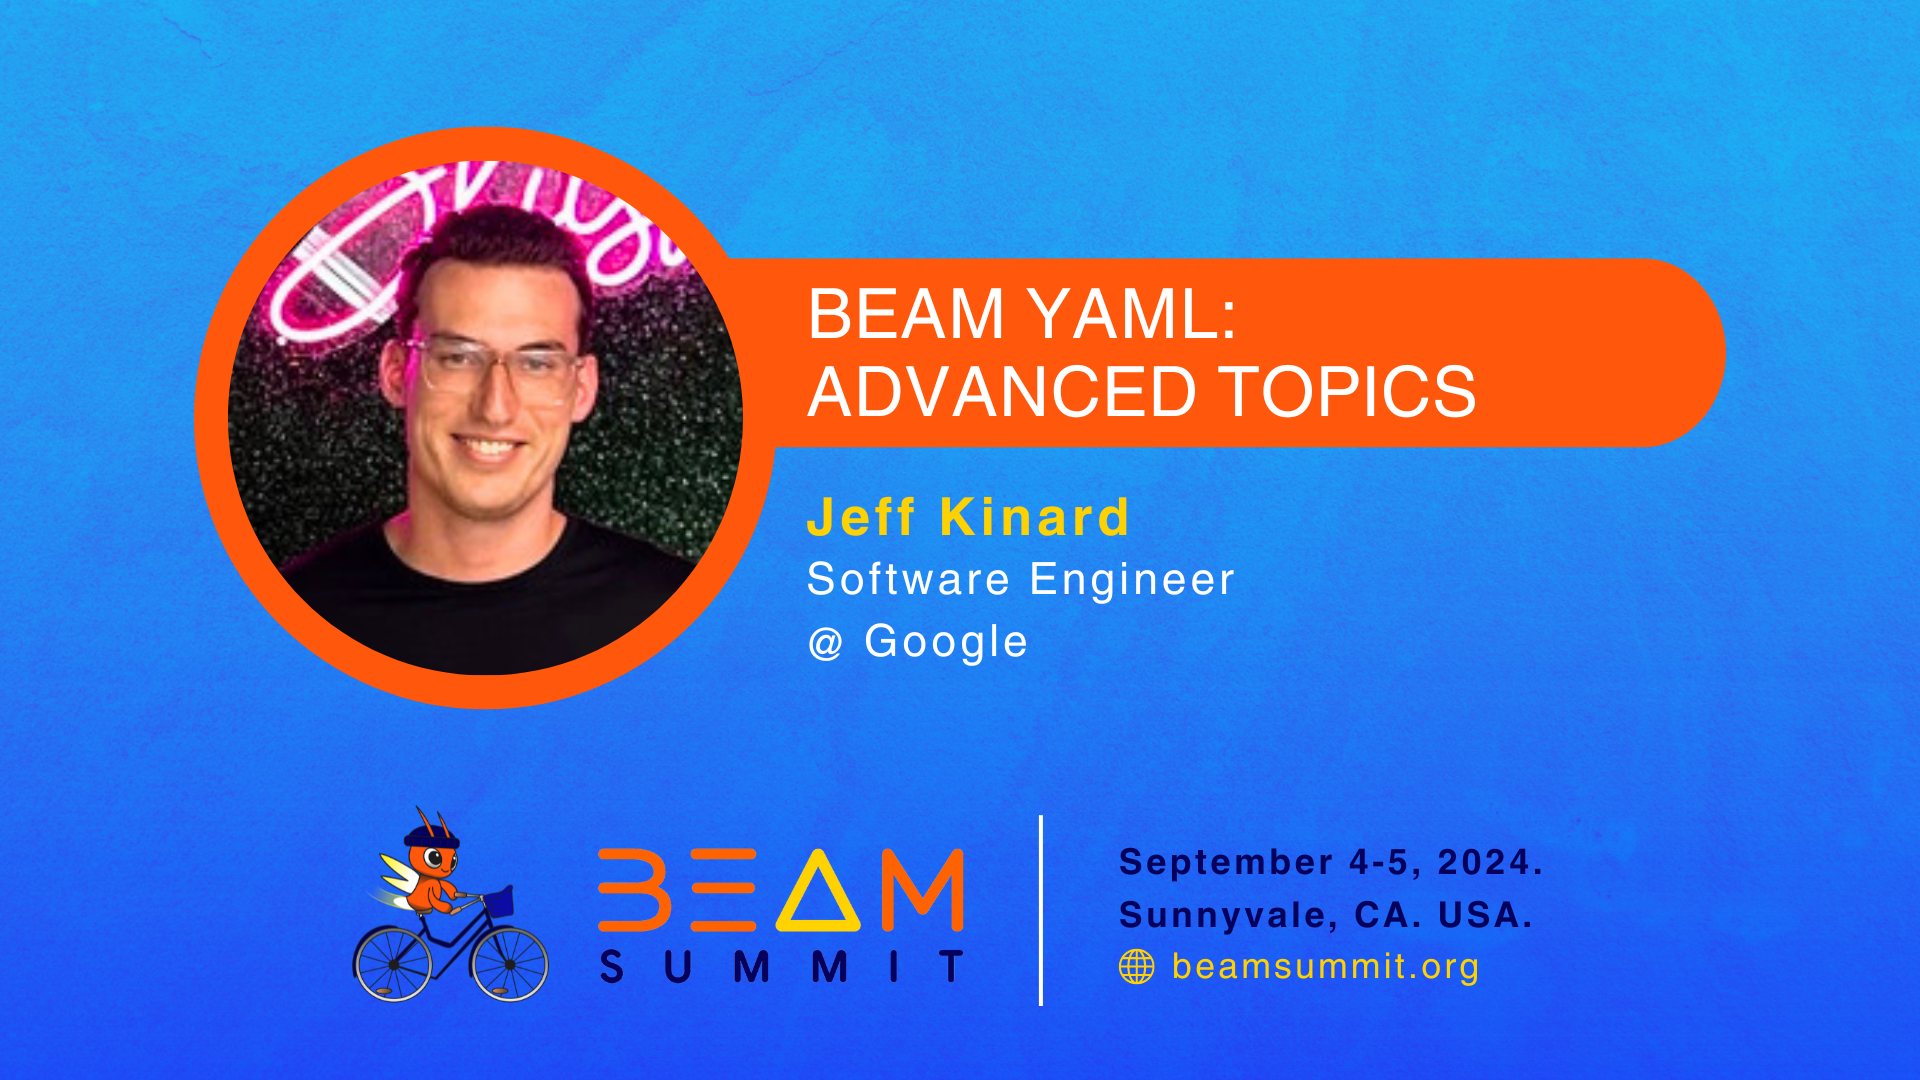 BEAM YAML:
ADVANCED TOPICS
Jeff Kinard
Software Engineer
@ Google
BEAM
SUMMIT
September 4-5, 2024.
Sunnyvale, CA. USA.
beamsummit.org